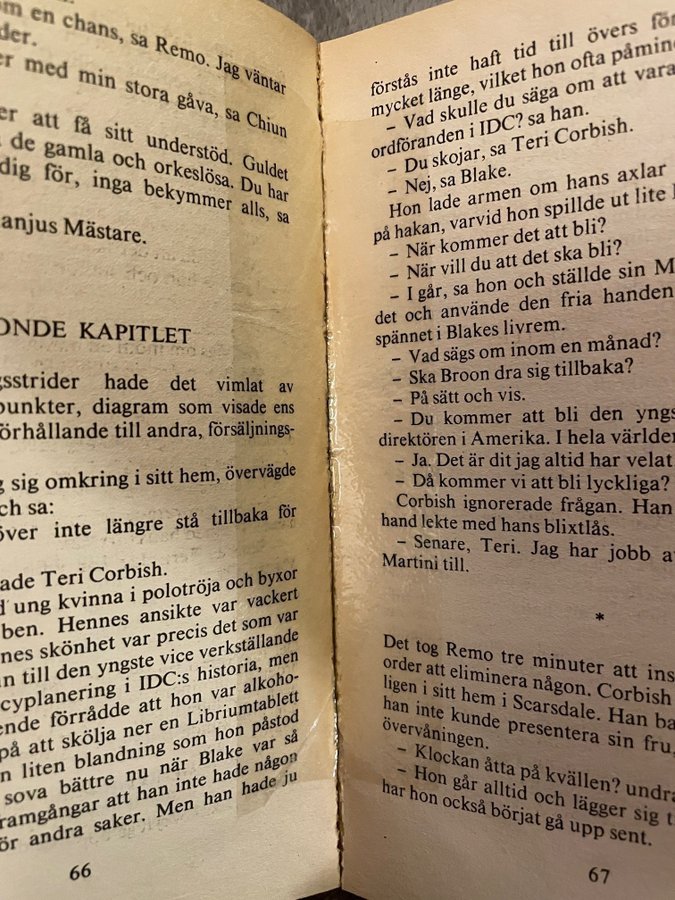 om en chans, sa Remo. Jag väntar
der.
er med min stora gåva, sa Chiun
er att få sitt understöd. Guldet
de gamla och orkeslösa. Du har
dig för, inga bekymmer alls, sa
anjus Mästare.
ONDE KAPITLET
gsstrider hade det vimlat av
punkter, diagram som visade ens
förhållande till andra, försäljnings-
g sig omkring i sitt hem, övervägde
ch sa:
över inte längre stå tillbaka för
ade Teri Corbish.
d ung kvinna i polotröja och byxor
ben. Hennes ansikte var vackert
nes skönhet var precis det som var
an till den yngste vice verkställande
cyplanering i IDC:s historia, men
ende förrådde att hon var alkoho-
på att skölja ner en Libriumtablett
n liten blandning som hon påstod
sova bättre nu när Blake var så
ramgångar att han inte hade någon
ör andra saker. Men han hade ju
66
förstås inte haft tid till övers för
mycket länge, vilket hon ofta påmin
– Vad skulle du säga om att vara
ordföranden i IDC? sa han.
– Du skojar, sa Teri Corbish.
– Nej, sa Blake.
Hon lade armen om hans axlar
på hakan, varvid hon spillde ut lite
– När kommer det att bli?
– När vill du att det ska bli?
– I går, sa hon och ställde sin M
det och använde den fria handen
spännet i Blakes livrem.
– Vad sägs om inom en månad?
– Ska Broon dra sig tillbaka?
– På sätt och vis.
– Du kommer att bli den yngs
direktören i Amerika. I hela världen
– Ja. Det är dit jag altid har velat
– Då kommer vi att bli lyckliga?
Corbish ignorerade frågan. Han
hand lekte med hans blixtlås.
– Senare, Teri. Jag har jobb a
Martini till.
*
Det tog Remo tre minuter att ins
order att eliminera någon. Corbish
ligen i sitt hem i Scarsdale. Han ba
han inte kunde presentera sin fru,
övervåningen.
– Klockan åtta på kvällen? undra
– Hon går alltid och lägger sig t
har hon också börjat gå upp sent.
67